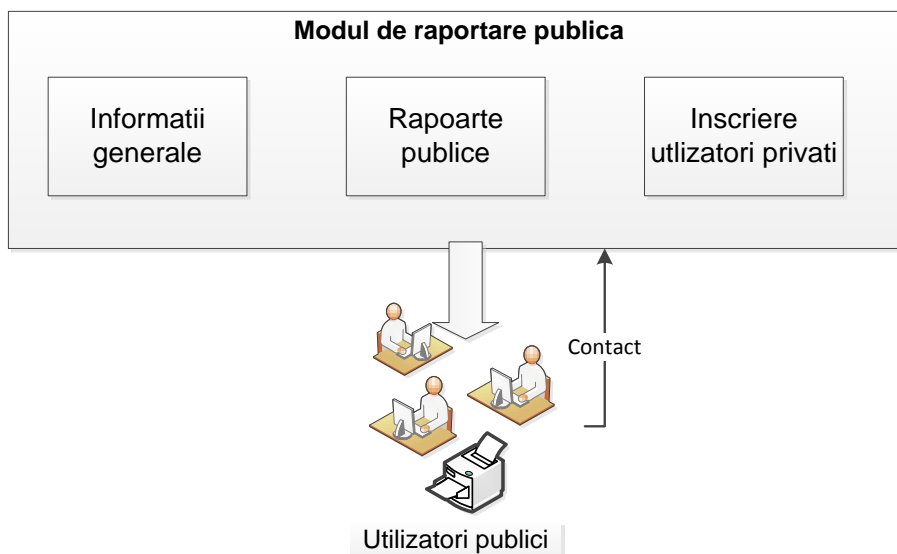 Modul de raportare publica
Informatii
generale
Rapoarte
publice
Inscriere
utlizatori privati
Contact
Utilizatori publici